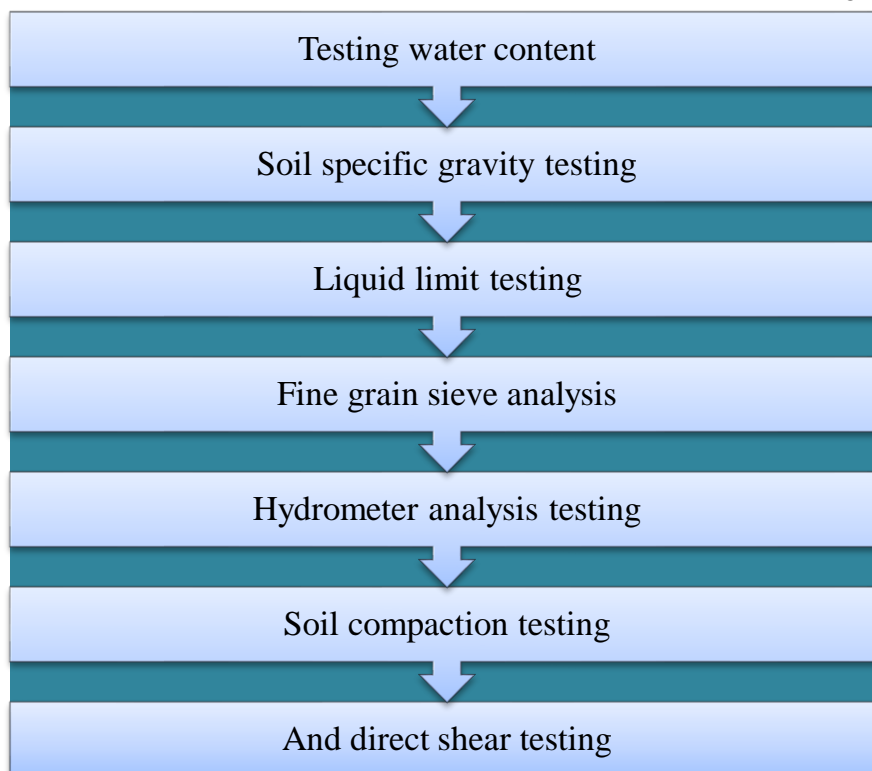 Testing water content
Soil specific gravity testing
Liquid limit testing
Fine grain sieve analysis
Hydrometer analysis testing
Soil compaction testing
And direct shear testing